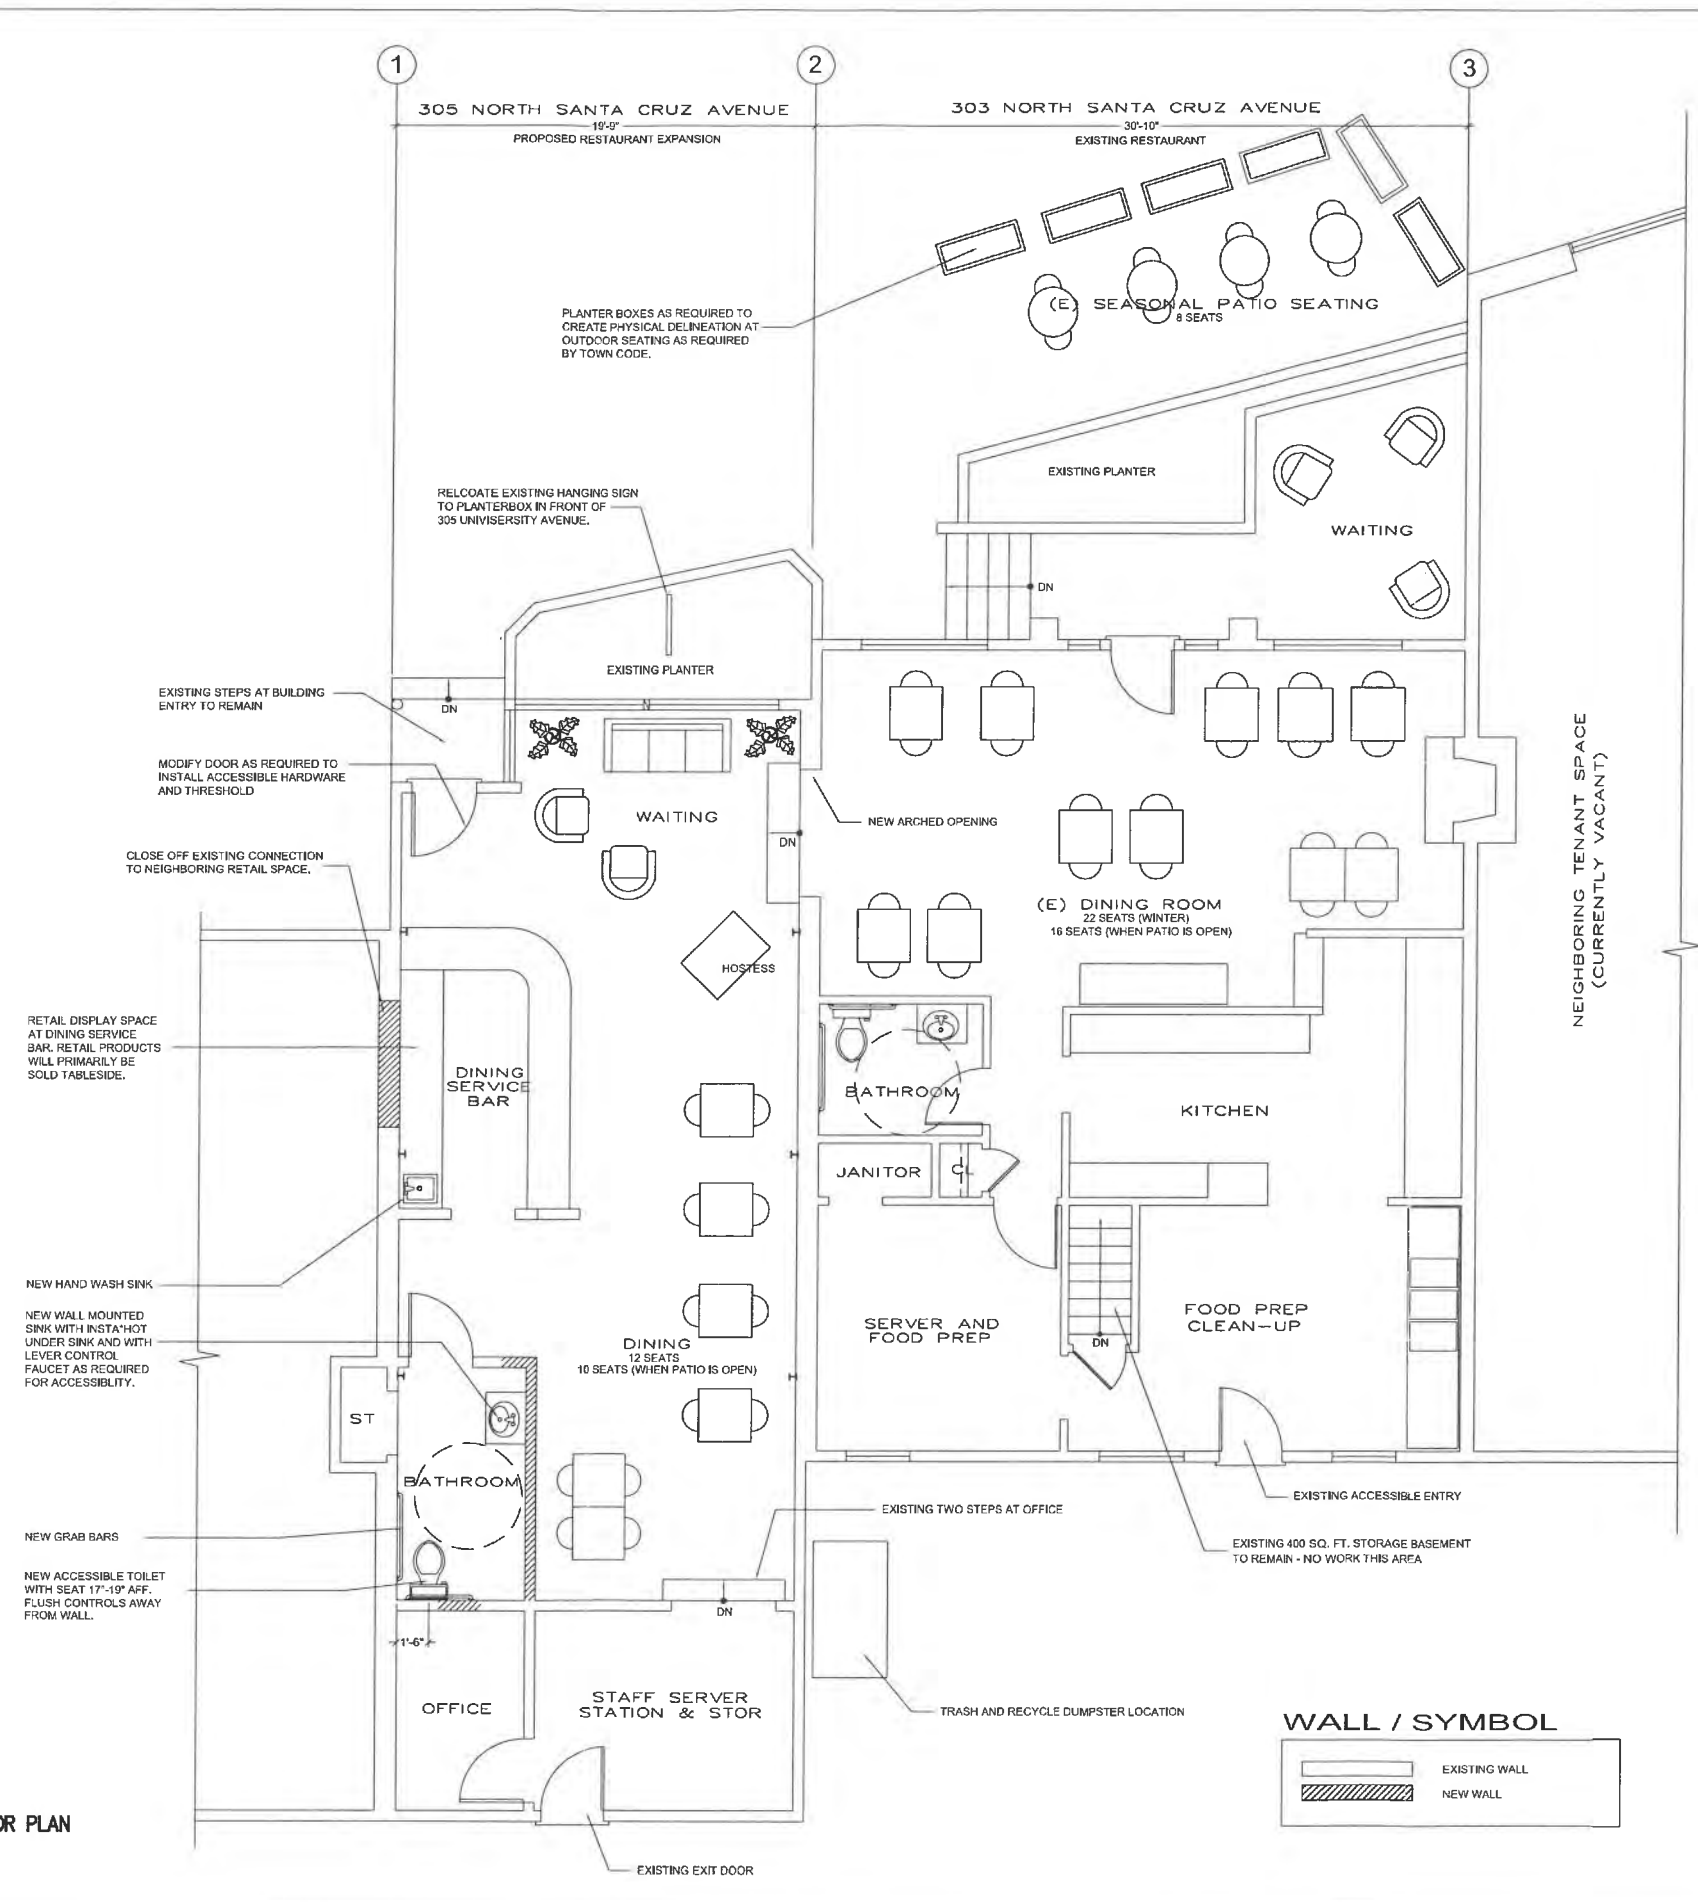 1
2
3
305 NORTH SANTA CRUZ AVENUE
19'-9"
PROPOSED RESTAURANT EXPANSION
303 NORTH SANTA CRUZ AVENUE
30'-10"
EXISTING RESTAURANT
PLANTER BOXES AS REQUIRED TO
CREATE PHYSICAL DELINEATION AT
OUTDOOR SEATING AS REQUIRED
BY TOWN CODE.
(E) SEASONAL PATIO SEATING
8 SEATS
EXISTING PLANTER
WAITING
DN
RELCOATE EXISTING HANGING SIGN
TO PLANTERBOX IN FRONT OF
305 UNIVISERSITY AVENUE.
EXISTING PLANTER
EXISTING STEPS AT BUILDING
ENTRY TO REMAIN
DN
N
MODIFY DOOR AS REQUIRED TO
INSTALL ACCESSIBLE HARDWARE
AND THRESHOLD
WAITING
DN
NEW ARCHED OPENING
CLOSE OFF EXISTING CONNECTION
TO NEIGHBORING RETAIL SPACE.
NEIGHBORING TENANT SPACE
(CURRENTLY VACANT)
(E) DINING ROOM
22 SEATS (WINTER)
16 SEATS (WHEN PATIO IS OPEN)
HOSTESS
RETAIL DISPLAY SPACE
AT DINING SERVICE
BAR. RETAIL PRODUCTS
WILL PRIMARILY BE
SOLD TABLESIDE.
DINING
SERVICE
BAR
BATHROOM
KITCHEN
JANITOR
CL
NEW HAND WASH SINK
NEW WALL MOUNTED
SINK WITH INSTA*HOT
UNDER SINK AND WITH
LEVER CONTROL
FAUCET AS REQUIRED
FOR ACCESSIBLITY.
SERVER AND
FOOD PREP
FOOD PREP
CLEAN-UP
DN
DINING
12 SEATS
10 SEATS (WHEN PATIO IS OPEN)
ST
BATHROOM
EXISTING TWO STEPS AT OFFICE
EXISTING ACCESSIBLE ENTRY
NEW GRAB BARS
EXISTING 400 SQ. FT. STORAGE BASEMENT
TO REMAIN - NO WORK THIS AREA
NEW ACCESSIBLE TOILET
WITH SEAT 17"-19" AFF.
FLUSH CONTROLS AWAY
FROM WALL.
DN
1'-6"
OFFICE
STAFF SERVER
STATION & STOR
TRASH AND RECYCLE DUMPSTER LOCATION
WALL / SYMBOL
EXISTING WALL
NEW WALL
OR PLAN
EXISTING EXIT DOOR